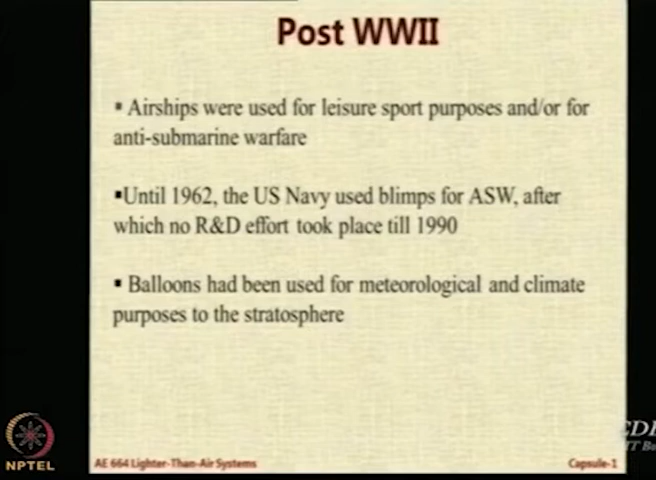 Post WWII
▪ Airships were used for leisure sport purposes and/or for
anti-submarine warfare
▪Until 1962, the US Navy used blimps for ASW, after
which no R&D effort took place till 1990
▪ Balloons had been used for meteorological and climate
purposes to the stratosphere
NPTEL
AE 664 Lighter-Than-Air Systems
Capsule-1